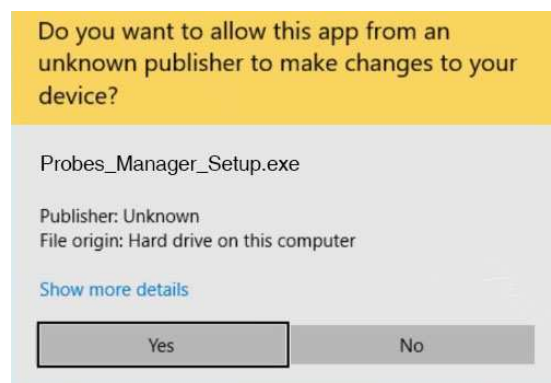 Do you want to allow this app from an
unknown publisher to make changes to your
device?
Probes_Manager_Setup.exe
Publisher: Unknown
File origin: Hard drive on this computer
Show more details
Yes
No